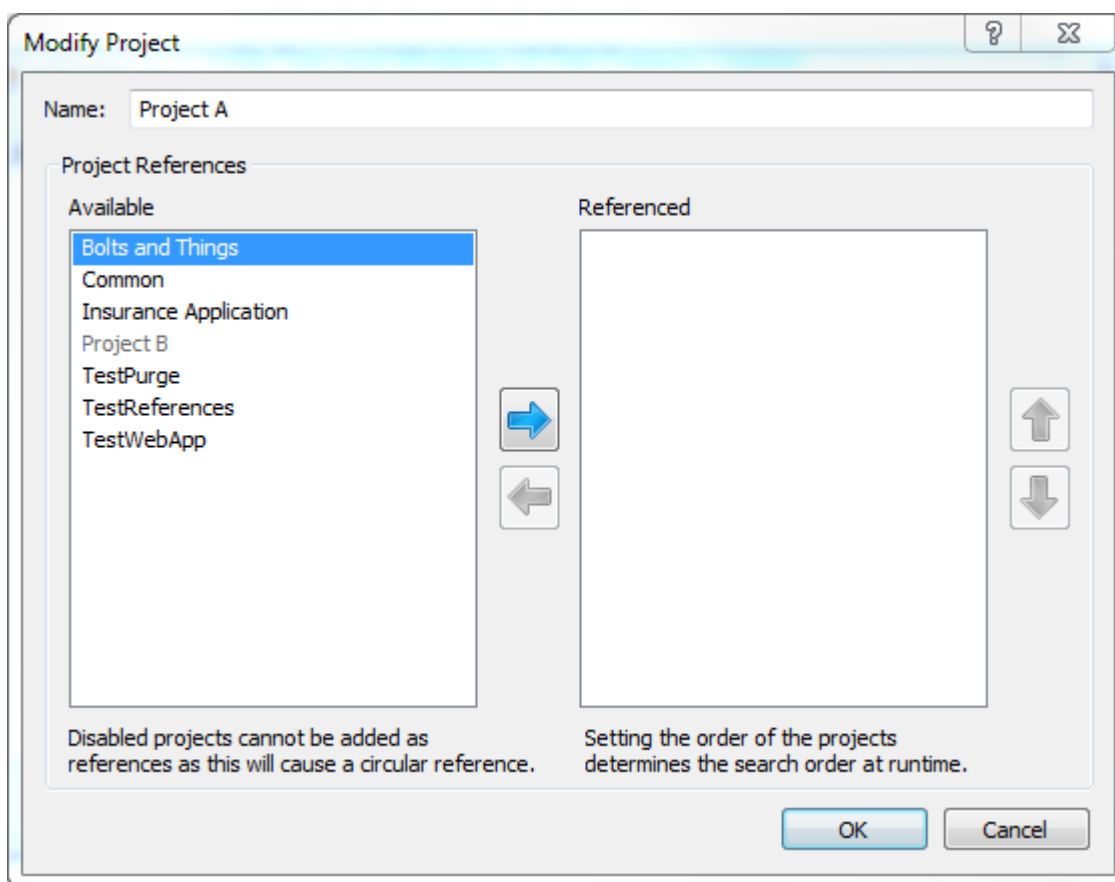 Modify Project
Name: Project A
Project References
Available
Referenced
Bolts and Things
Common
Insurance Application
Project B
TestPurge
TestReferences
TestWebApp
Disabled projects cannot be added as
references as this will cause a circular reference.
Setting the order of the projects
determines the search order at runtime.
OK
Cancel